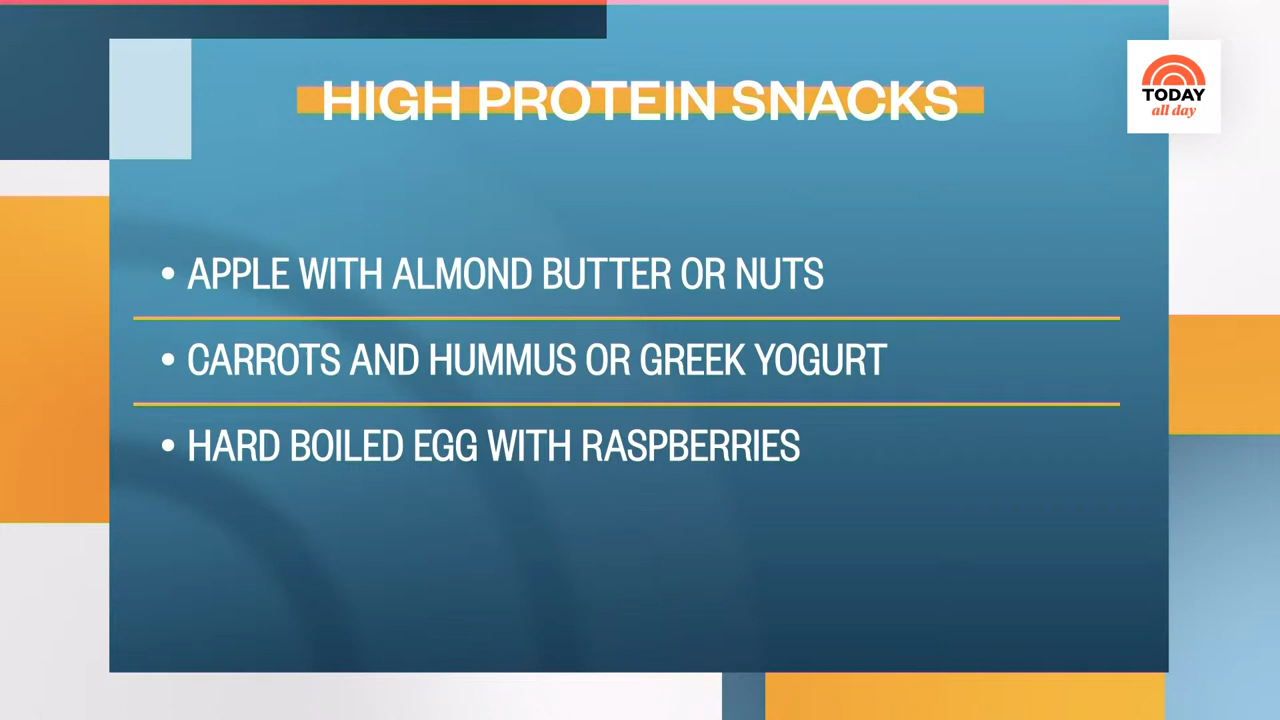 HIGH PROTEIN SNACKS
TODAY
all day
• APPLE WITH ALMOND BUTTER OR NUTS
• CARROTS AND HUMMUS OR GREEK YOGURT
• HARD BOILED EGG WITH RASPBERRIES